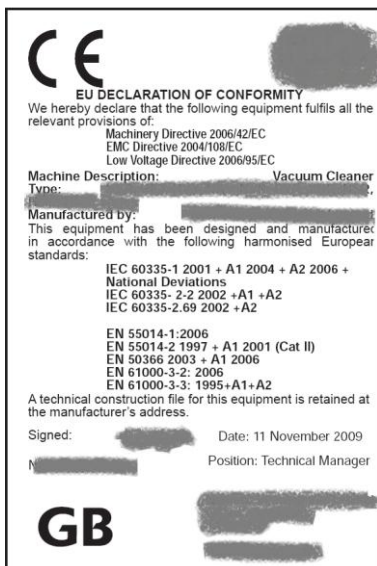 CE
EU DECLARATION OF CONFORMITY
We hereby declare that the following equipment fulfils all the
relevant provisions of:
Machinery Directive 2006/42/EC
EMC Directive 2004/108/EC
Low Voltage Directive 2006/95/EC
Machine Description: Vacuum Cleaner
Type:
Manufactured by:
This equipment has been designed and manufactured
in accordance with the following harmonised European
standards:
IEC 60335-1 2001 + A1 2004 + A2 2006 +
National Deviations
IEC 60335- 2-2 2002 +A1 +A2
IEC 60335-2.69 2002 +A2
EN 55014-1:2006
EN 55014-2 1997 + A1 2001 (Cat II)
EN 50366 2003 + A1 2006
EN 61000-3-2: 2006
EN 61000-3-3: 1995+A1+A2
A technical construction file for this equipment is retained at
the manufacturer's address.
Signed: Date: 11 November 2009
Position: Technical Manager
GB